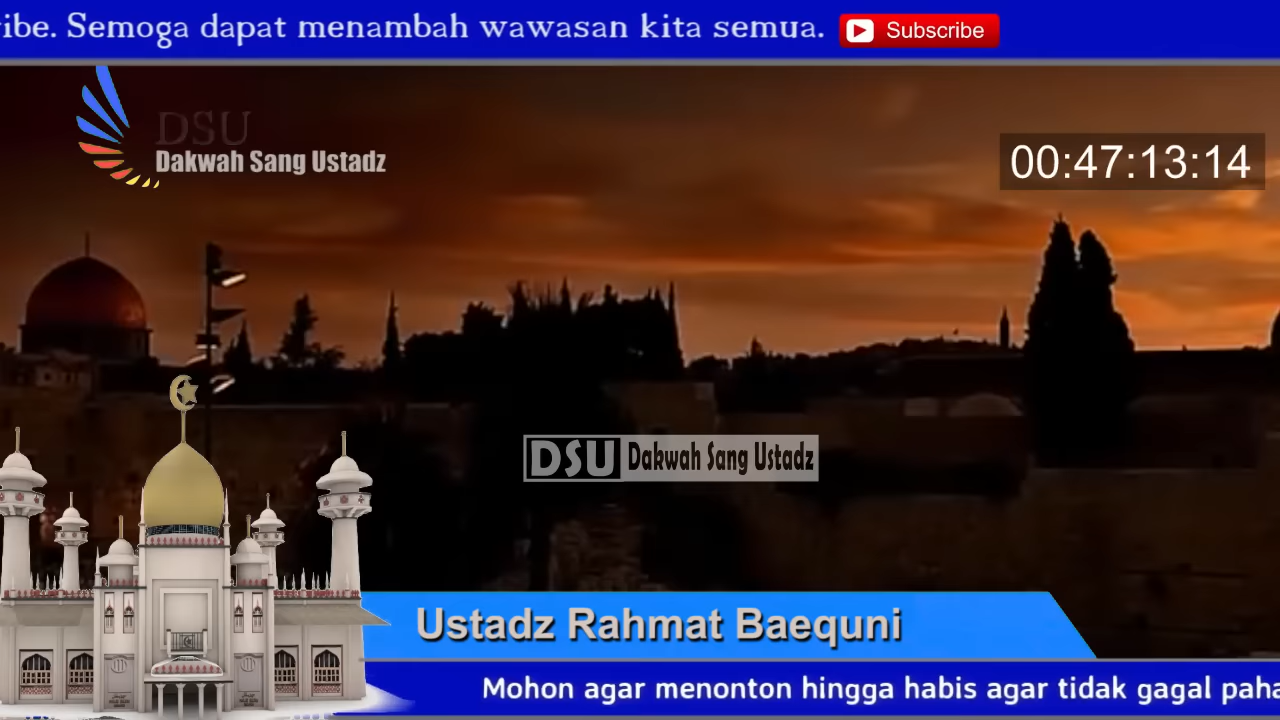 ibe. Semoga dapat menambah wawasan kita semua.
Subscribe
DSU
Dakwah Sang Ustadz
00:47:13:14
DSU Dakwah Sang Ustadz
Ustadz Rahmat Baequni
Mohon agar menonton hingga habis agar tidak gagal paha